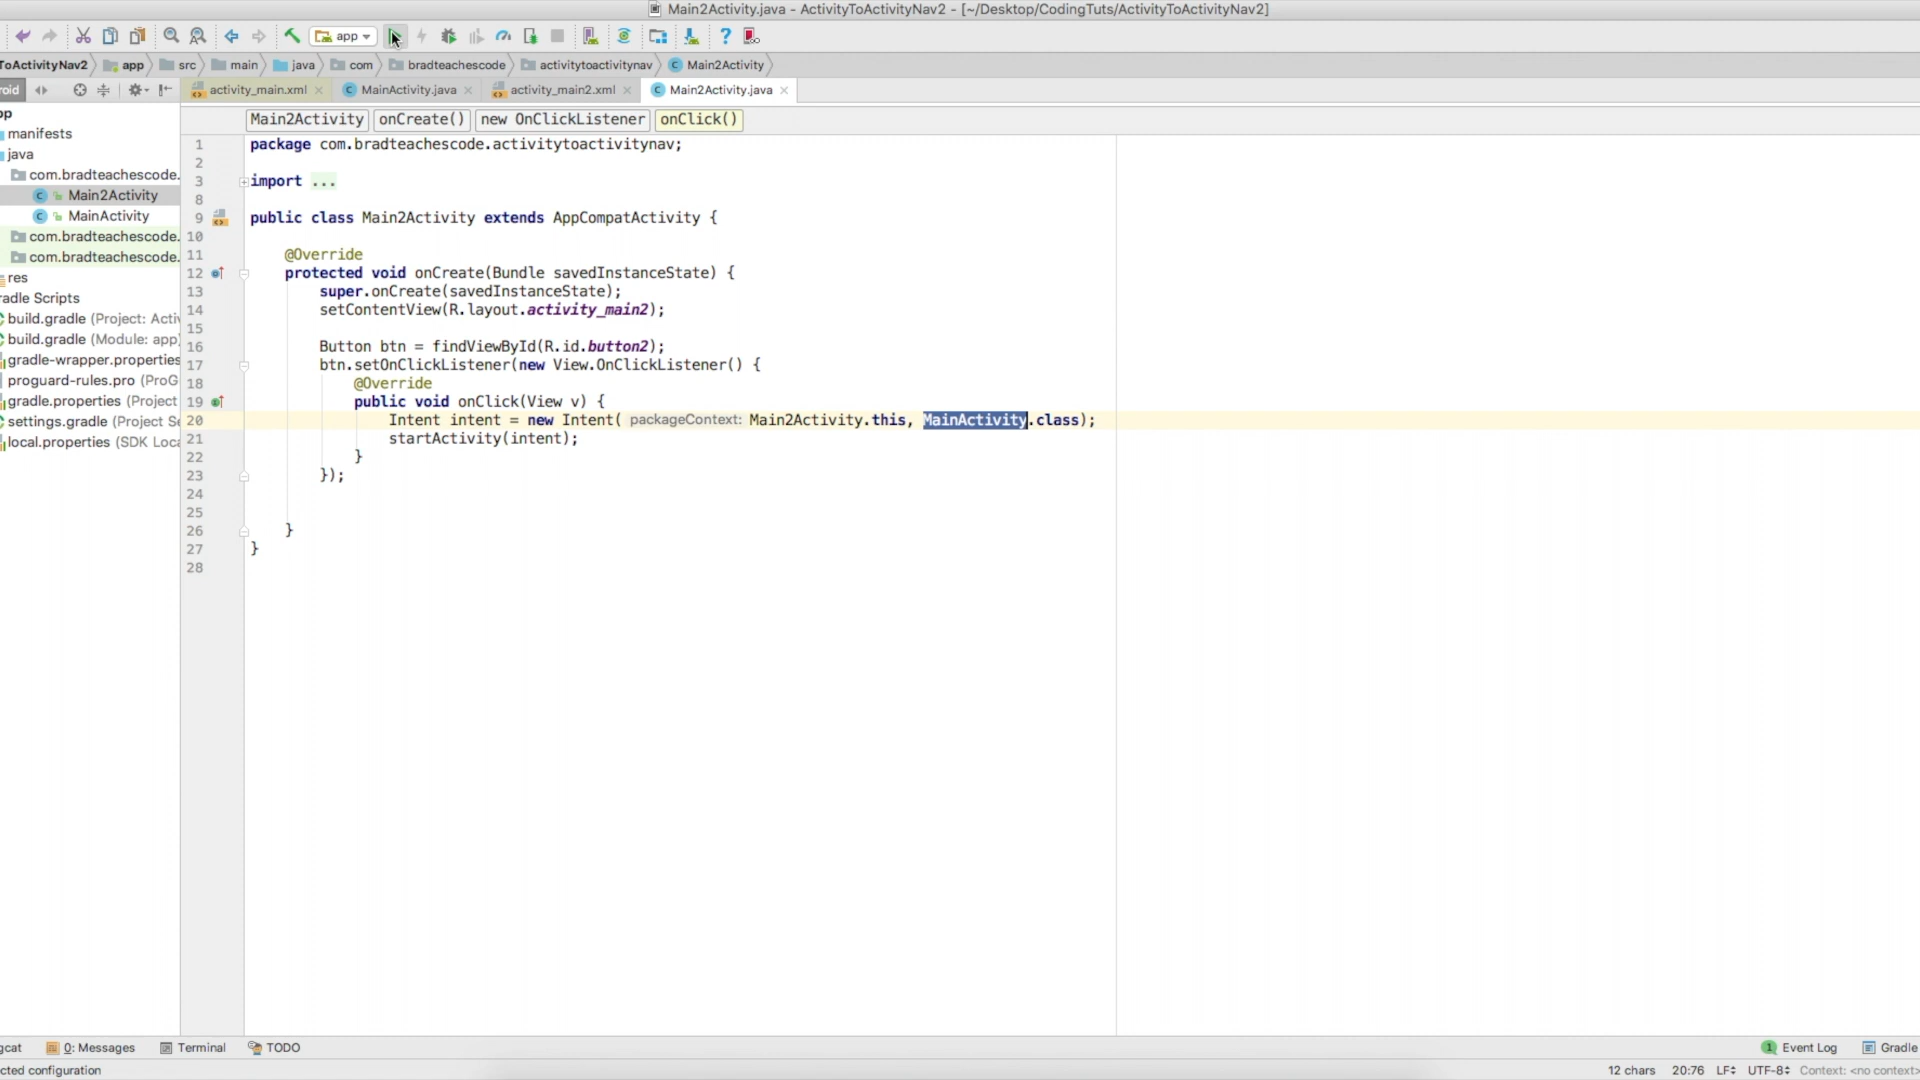 Main2Activity.java - ActivityToActivityNav2 - [~/Desktop/CodingTuts/ActivityToActivityNav2]
app
ToActivityNav2 app src main java com bradteachescode activitytoactivitynav Main2Activity
roid activity_main.xml MainActivity.java activity_main2.xml Main2Activity.java
pp
manifests
java
com.bradteachescode.
Main2Activity
MainActivity
com.bradteachescode.
com.bradteachescode.
res
radle Scripts
build.gradle (Project: Activ
build.gradle (Module: app)
gradle-wrapper.properties
proguard-rules.pro (ProG
gradle.properties (Project
settings.gradle (Project Se
local.properties (SDK Loca
Main2Activity onCreate() new OnClickListener onClick()
1 package com.bradteachescode.activitytoactivitynav;
2
3 import ...
8
9 public class Main2Activity extends AppCompatActivity {
10
11 @Override
12 protected void onCreate(Bundle savedInstanceState) {
13 super.onCreate(savedInstanceState);
14 setContentView(R.layout.activity_main2);
15
16 Button btn = findViewById(R.id.button2);
17 btn.setOnClickListener(new View.OnClickListener() {
18 @Override
19 public void onClick(View v) {
20 Intent intent = new Intent( packageContext: Main2Activity.this, MainActivity.class);
21 startActivity(intent);
22 }
23 });
24
25
26 }
27 }
28
gcat 0: Messages Terminal TODO 1 Event Log Gradle
cted configuration 12 chars 20:76 LF UTF-8 Context: <no context>